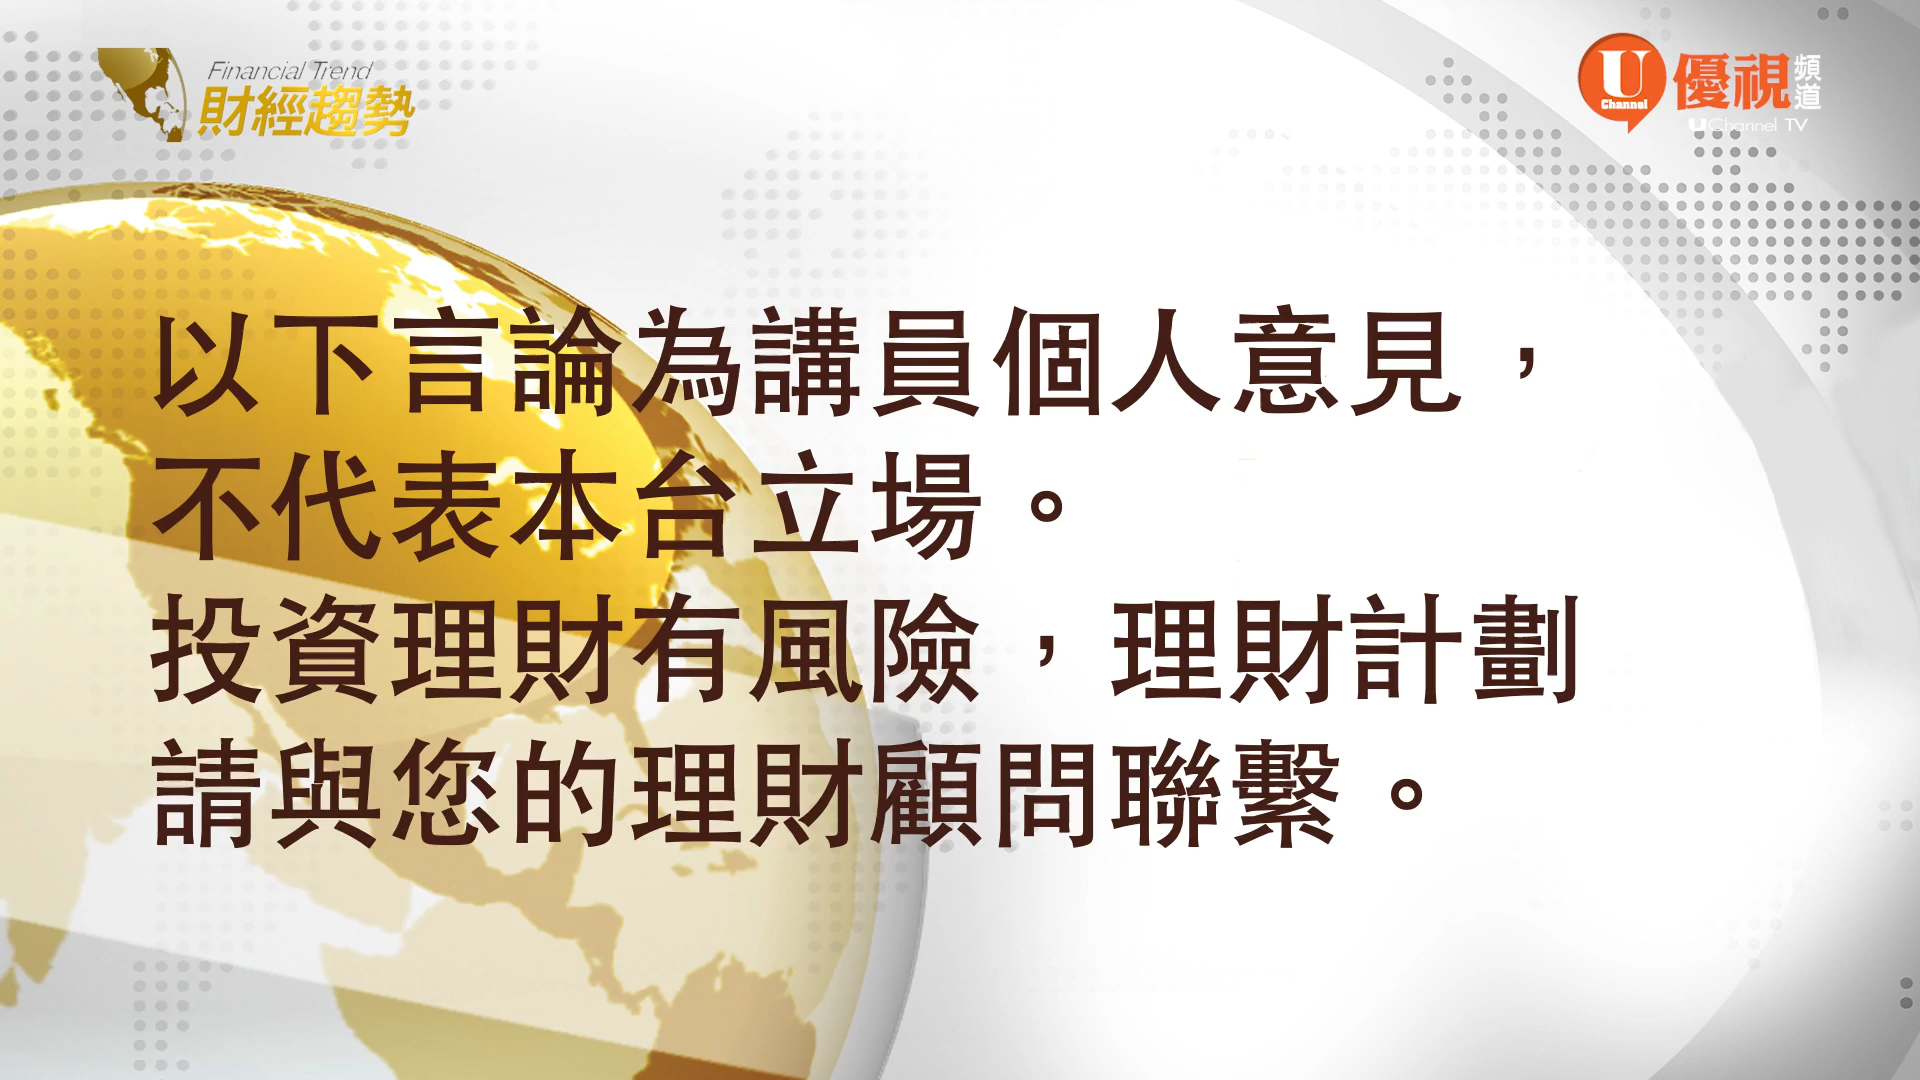 Financial Trend
財經趨勢
U
Channel
優視頻道
UChannel TV
以下言論為講員個人意見，
不代表本台立場。
投資理財有風險，理財計劃
請與您的理財顧問聯繫。